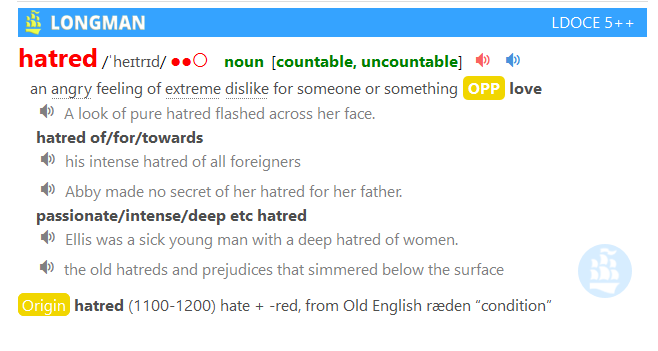 LONGMAN LDOCE 5++
hatred /ˈheɪtrɪd/ ●●○ noun [countable, uncountable]
an angry feeling of extreme dislike for someone or something OPP love
A look of pure hatred flashed across her face.
hatred of/for/towards
his intense hatred of all foreigners
Abby made no secret of her hatred for her father.
passionate/intense/deep etc hatred
Ellis was a sick young man with a deep hatred of women.
the old hatreds and prejudices that simmered below the surface
Origin hatred (1100-1200) hate + -red, from Old English ræden “condition”